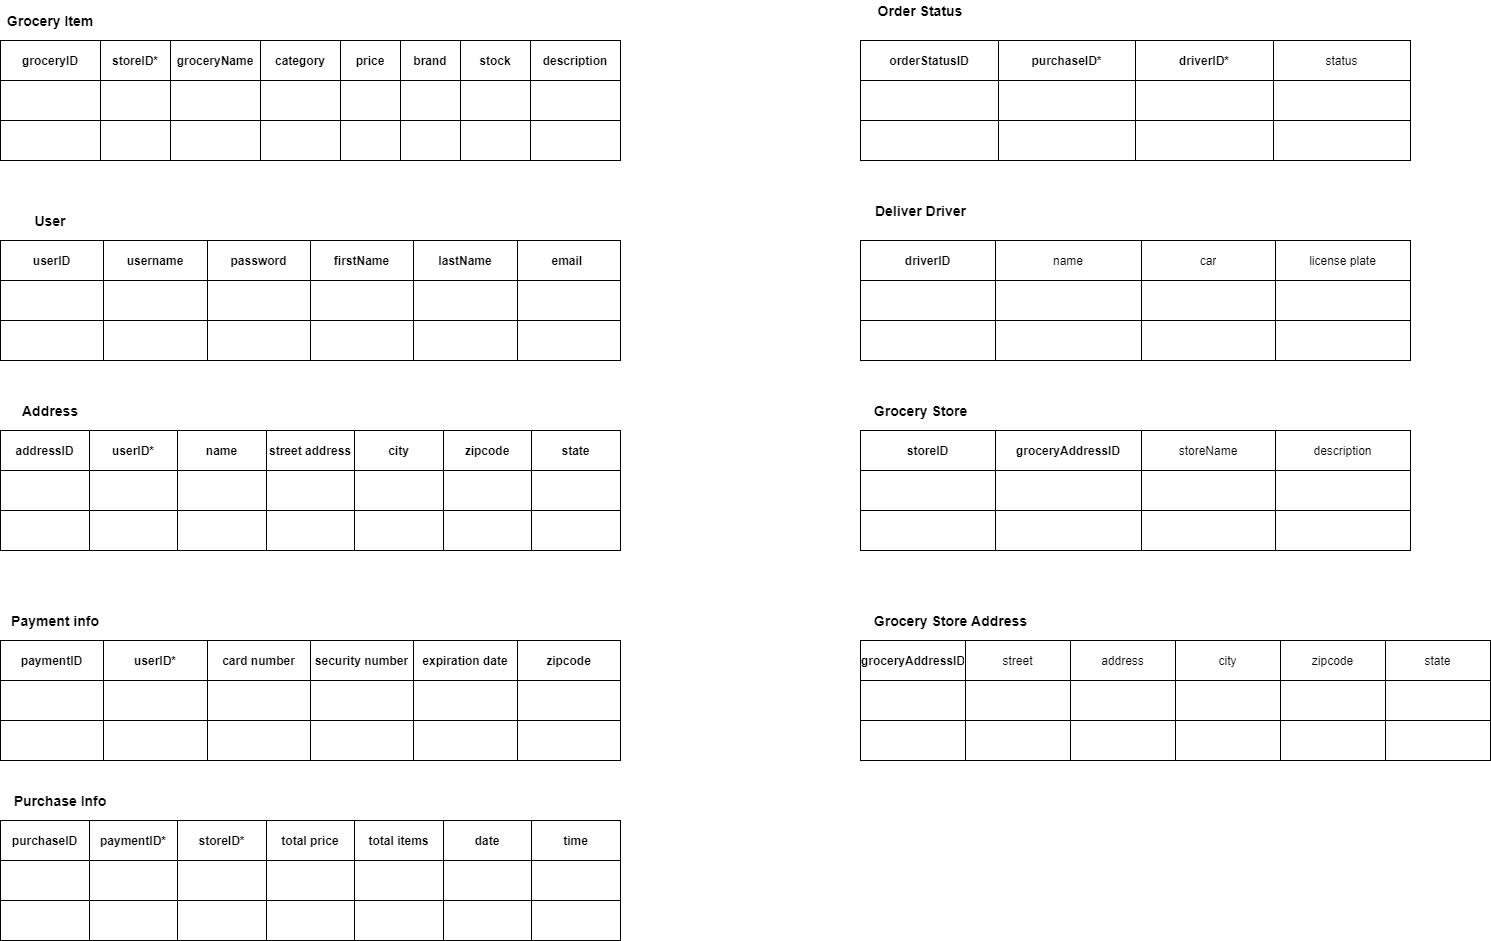 Grocery Item
groceryID storeID* groceryName category price brand stock description
User
userID username password firstName lastName email
Address
addressID userID* name street address city zipcode state
Payment info
paymentID userID* card number security number expiration date zipcode
Purchase Info
purchaseID paymentID* storeID* total price total items date time
Order Status
orderStatusID purchaseID* driverID* status
Deliver Driver
driverID name car license plate
Grocery Store
storeID groceryAddressID storeName description
Grocery Store Address
groceryAddressID street address city zipcode state